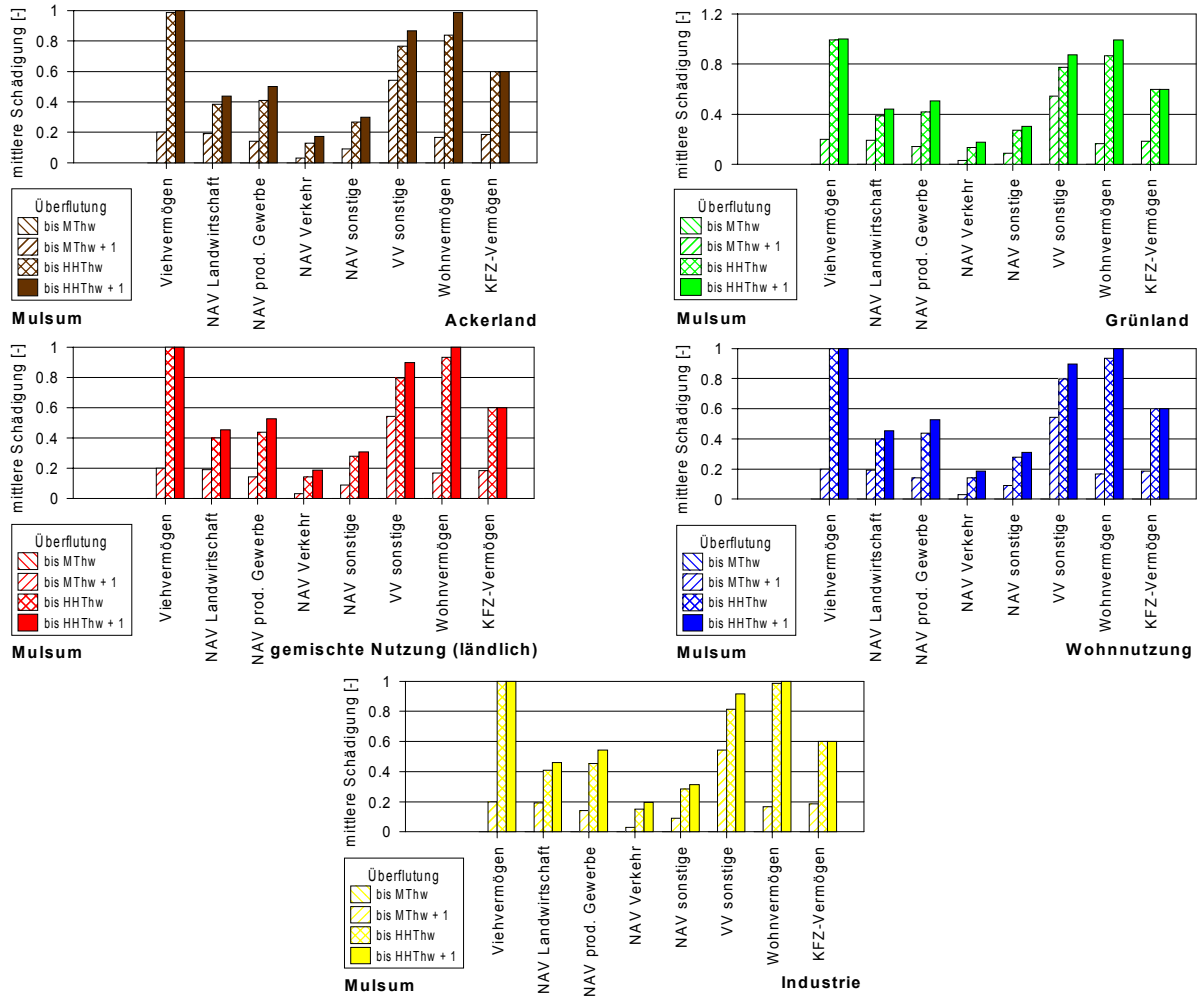 mittlere Schädigung [-]
1
0.8
0.6
0.4
0.2
0
Viehvermögen
NAV Landwirtschaft
NAV prod. Gewerbe
NAV Verkehr
NAV sonstige
VV sonstige
Wohnvermögen
KFZ-Vermögen
Überflutung
bis MThw
bis MThw + 1
bis HHThw
bis HHThw + 1
Mulsum
Ackerland
mittlere Schädigung [-]
1.2
0.8
0.4
0
Viehvermögen
NAV Landwirtschaft
NAV prod. Gewerbe
NAV Verkehr
NAV sonstige
VV sonstige
Wohnvermögen
KFZ-Vermögen
Überflutung
bis MThw
bis MThw + 1
bis HHThw
bis HHThw + 1
Mulsum
Grünland
mittlere Schädigung [-]
1
0.8
0.6
0.4
0.2
0
Viehvermögen
NAV Landwirtschaft
NAV prod. Gewerbe
NAV Verkehr
NAV sonstige
VV sonstige
Wohnvermögen
KFZ-Vermögen
Überflutung
bis MThw
bis MThw + 1
bis HHThw
bis HHThw + 1
Mulsum
gemischte Nutzung (ländlich)
mittlere Schädigung [-]
1
0.8
0.6
0.4
0.2
0
Viehvermögen
NAV Landwirtschaft
NAV prod. Gewerbe
NAV Verkehr
NAV sonstige
VV sonstige
Wohnvermögen
KFZ-Vermögen
Überflutung
bis MThw
bis MThw + 1
bis HHThw
bis HHThw + 1
Mulsum
Wohnnutzung
mittlere Schädigung [-]
1
0.8
0.6
0.4
0.2
0
Viehvermögen
NAV Landwirtschaft
NAV prod. Gewerbe
NAV Verkehr
NAV sonstige
VV sonstige
Wohnvermögen
KFZ-Vermögen
Überflutung
bis MThw
bis MThw + 1
bis HHThw
bis HHThw + 1
Mulsum
Industrie